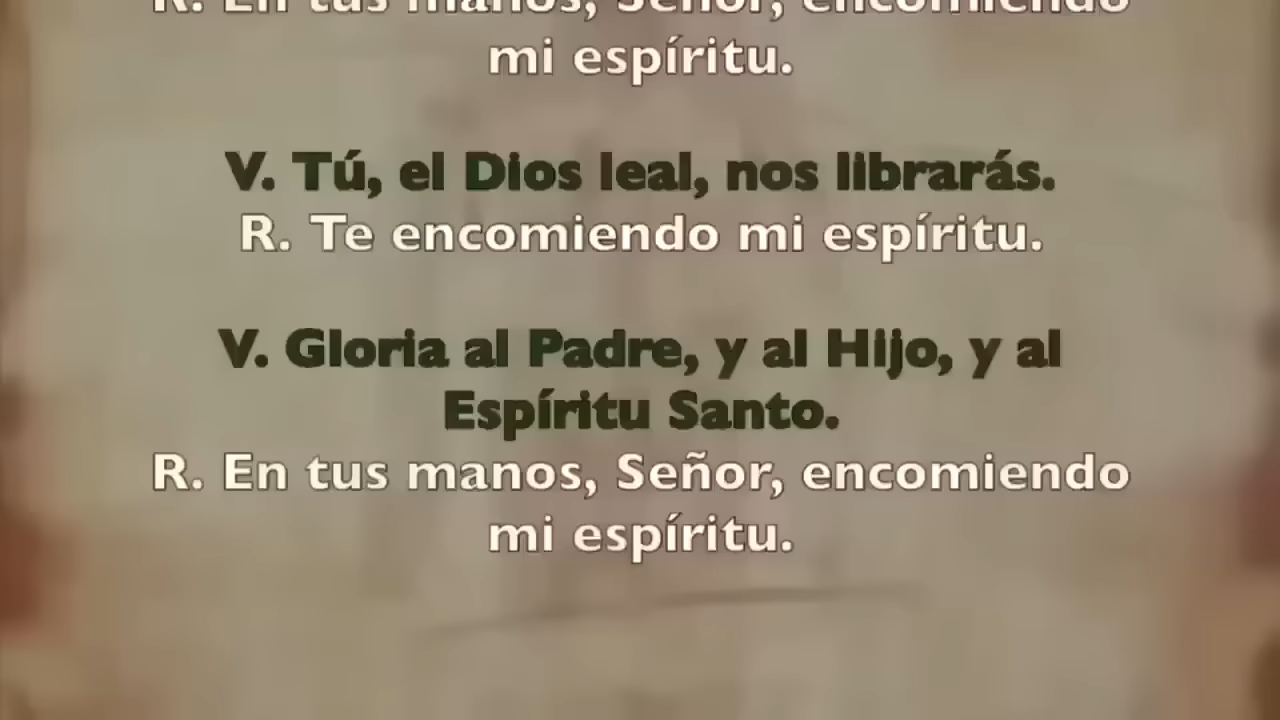 R. En tus manos, Señor, encomiendo
mi espíritu.
V. Tú, el Dios leal, nos librarás.
R. Te encomiendo mi espíritu.
V. Gloria al Padre, y al Hijo, y al
Espíritu Santo.
R. En tus manos, Señor, encomiendo
mi espíritu.